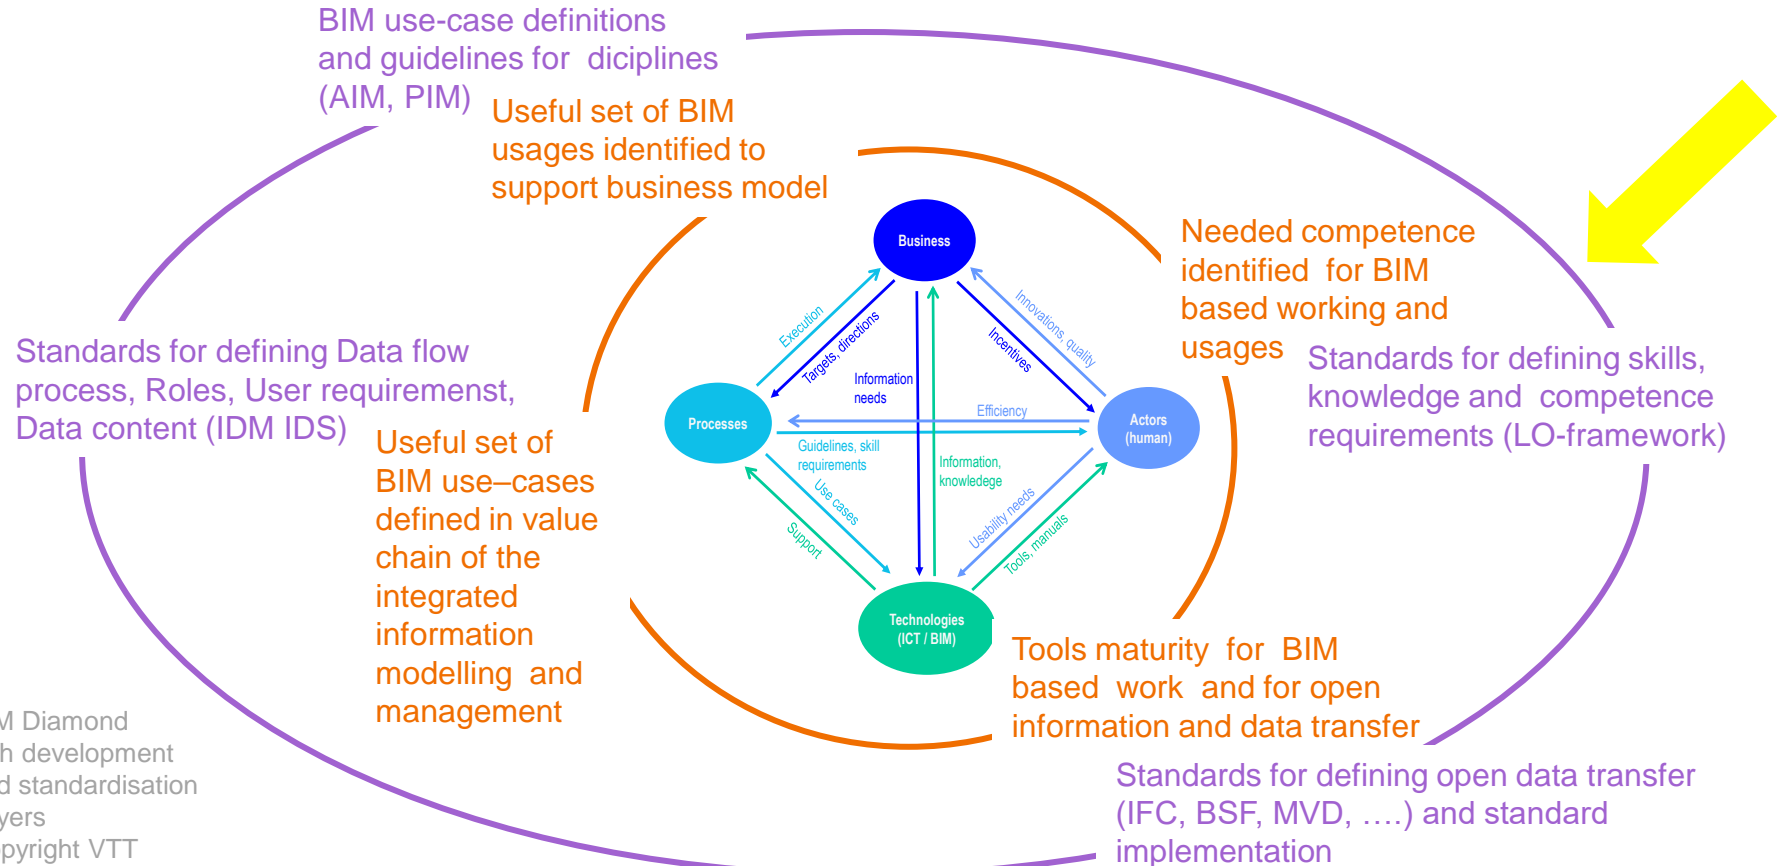 BIM use-case definitions
and guidelines for diciplines
(AIM, PIM)
Useful set of BIM
usages identified to
support business model
Needed competence
identified for BIM
based working and
usages
Standards for defining Data flow
process, Roles, User requiremenst,
Data content (IDM IDS)
Standards for defining skills,
knowledge and competence
requirements (LO-framework)
Useful set of
BIM use–cases
defined in value
chain of the
integrated
information
modelling and
management
Business
Execution
Targets, directions
Innovations, quality
Incentives
Information
needs
Processes
Efficiency
Actors
(human)
Guidelines, skill
requirements
Information,
knowledege
Use cases
Support
Usability needs
Tools, manuals
Technologies
(ICT / BIM)
Tools maturity for BIM
based work and for open
information and data transfer
Standards for defining open data transfer
(IFC, BSF, MVD, ….) and standard
implementation
M Diamond
h development
d standardisation
yers
opyright VTT